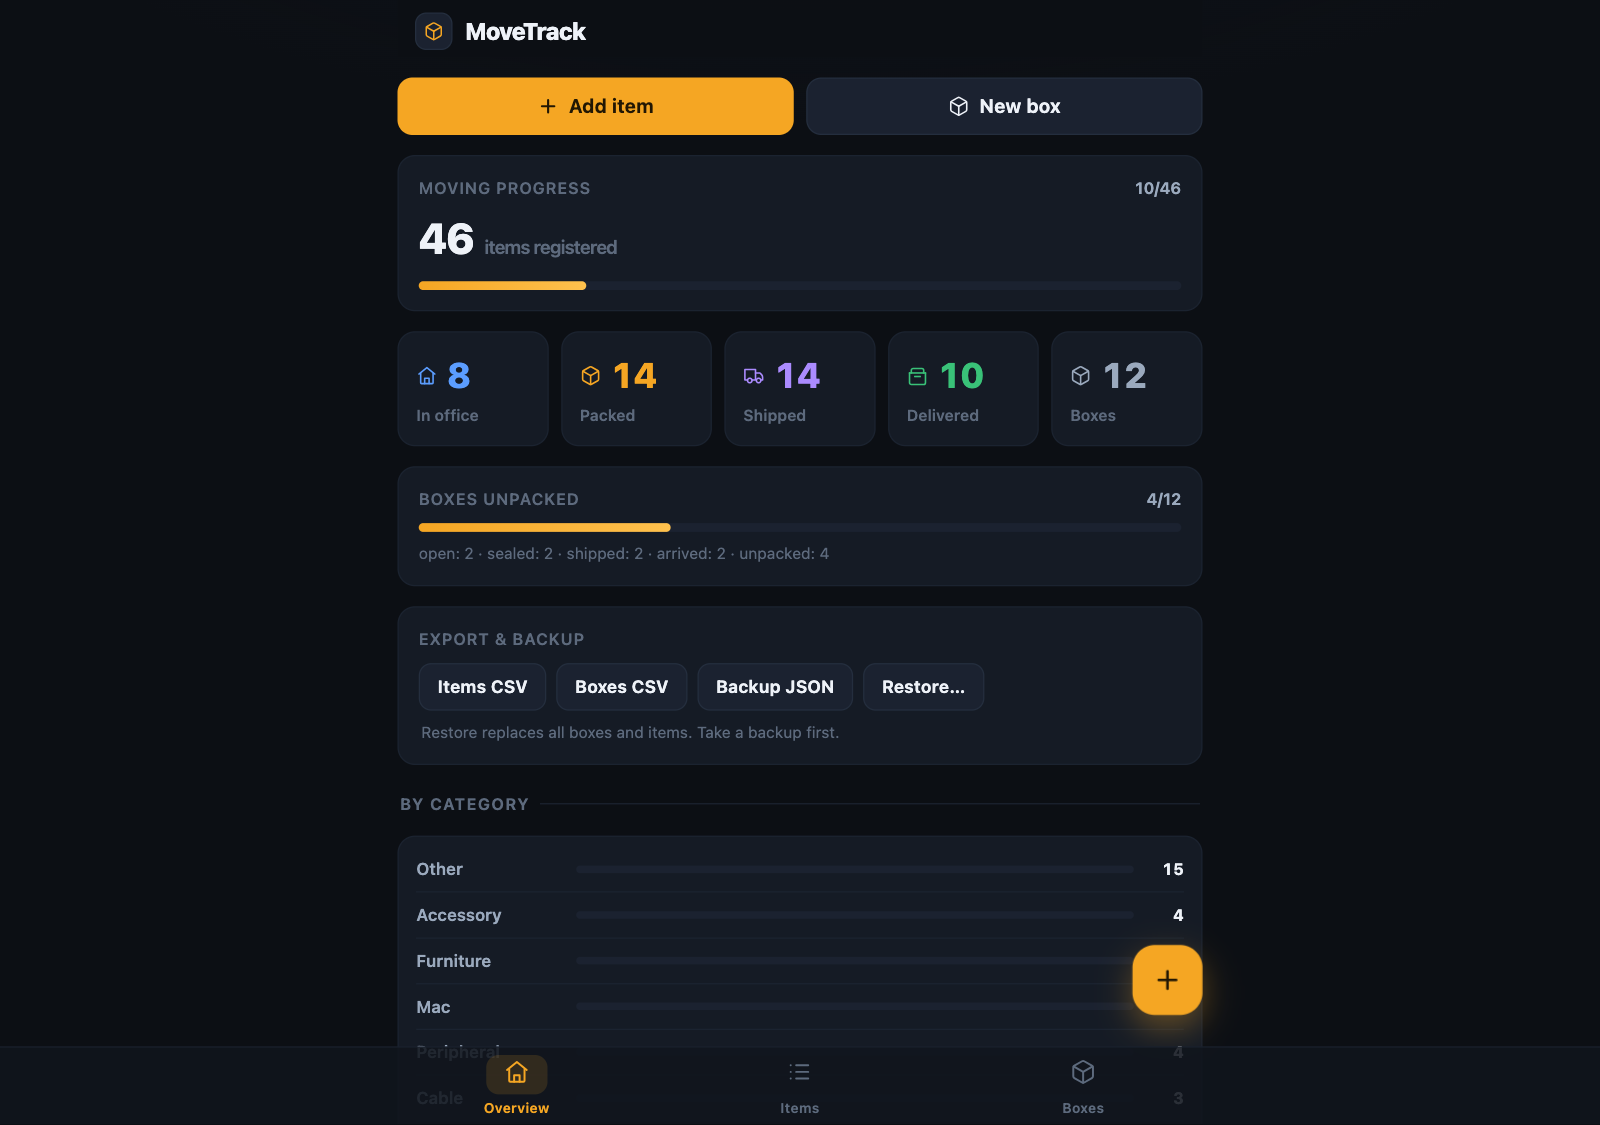 MoveTrack
Add item
New box
MOVING PROGRESS
10/46
46 items registered
8
In office
14
Packed
14
Shipped
10
Delivered
12
Boxes
BOXES UNPACKED
4/12
open: 2 · sealed: 2 · shipped: 2 · arrived: 2 · unpacked: 4
EXPORT & BACKUP
Items CSV
Boxes CSV
Backup JSON
Restore...
Restore replaces all boxes and items. Take a backup first.
BY CATEGORY
Other 15
Accessory 4
Furniture
Mac
Peripheral 4
Cable 3
Overview
Items
Boxes